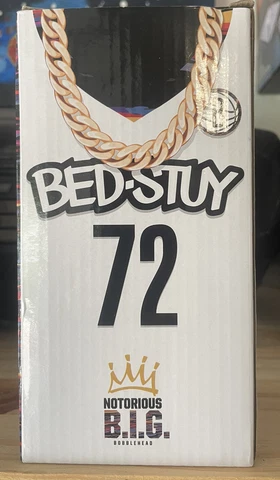 B
BED-STUY
72
NOTORIOUS
B.I.G.
BOBBLEHEAD